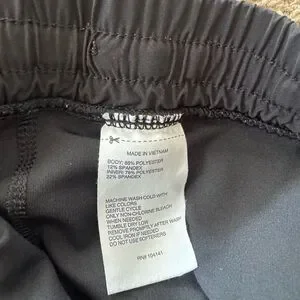 MADE IN VIETNAM
BODY: 88% POLYESTER
12% SPANDEX
INNER: 78% POLYESTER
22% SPANDEX
MACHINE WASH COLD WITH
LIKE COLORS
GENTLE CYCLE
ONLY NON-CHLORINE BLEACH
WHEN NEEDED
TUMBLE DRY LOW
REMOVE PROMPTLY AFTER WASH
COOL IRON IF NEEDED
DO NOT USE SOFTENERS
RN# 104141